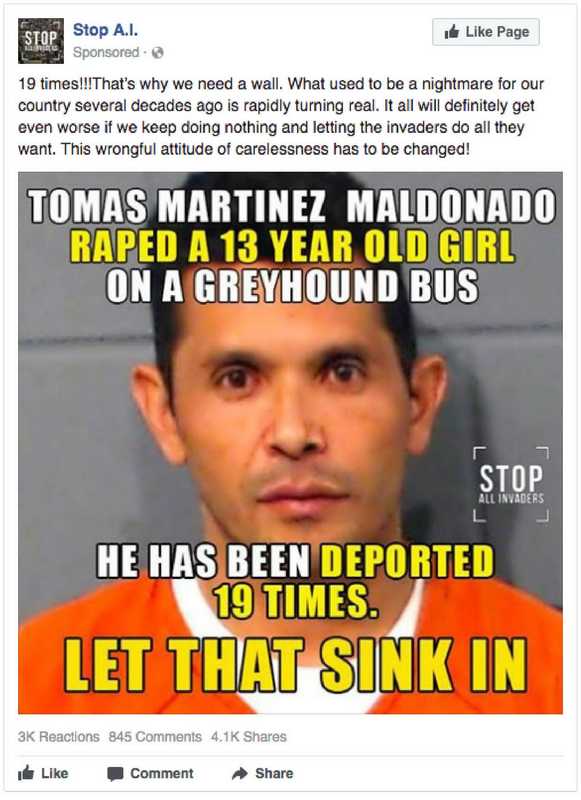 STOP
ALL INVADERS
Stop A.I.
Sponsored ·
Like Page
19 times!!!That's why we need a wall. What used to be a nightmare for our
country several decades ago is rapidly turning real. It all will definitely get
even worse if we keep doing nothing and letting the invaders do all they
want. This wrongful attitude of carelessness has to be changed!
TOMAS MARTINEZ MALDONADO
RAPED A 13 YEAR OLD GIRL
ON A GREYHOUND BUS
STOP
ALL INVADERS
HE HAS BEEN DEPORTED
19 TIMES.
LET THAT SINK IN
3K Reactions 845 Comments 4.1K Shares
Like Comment Share